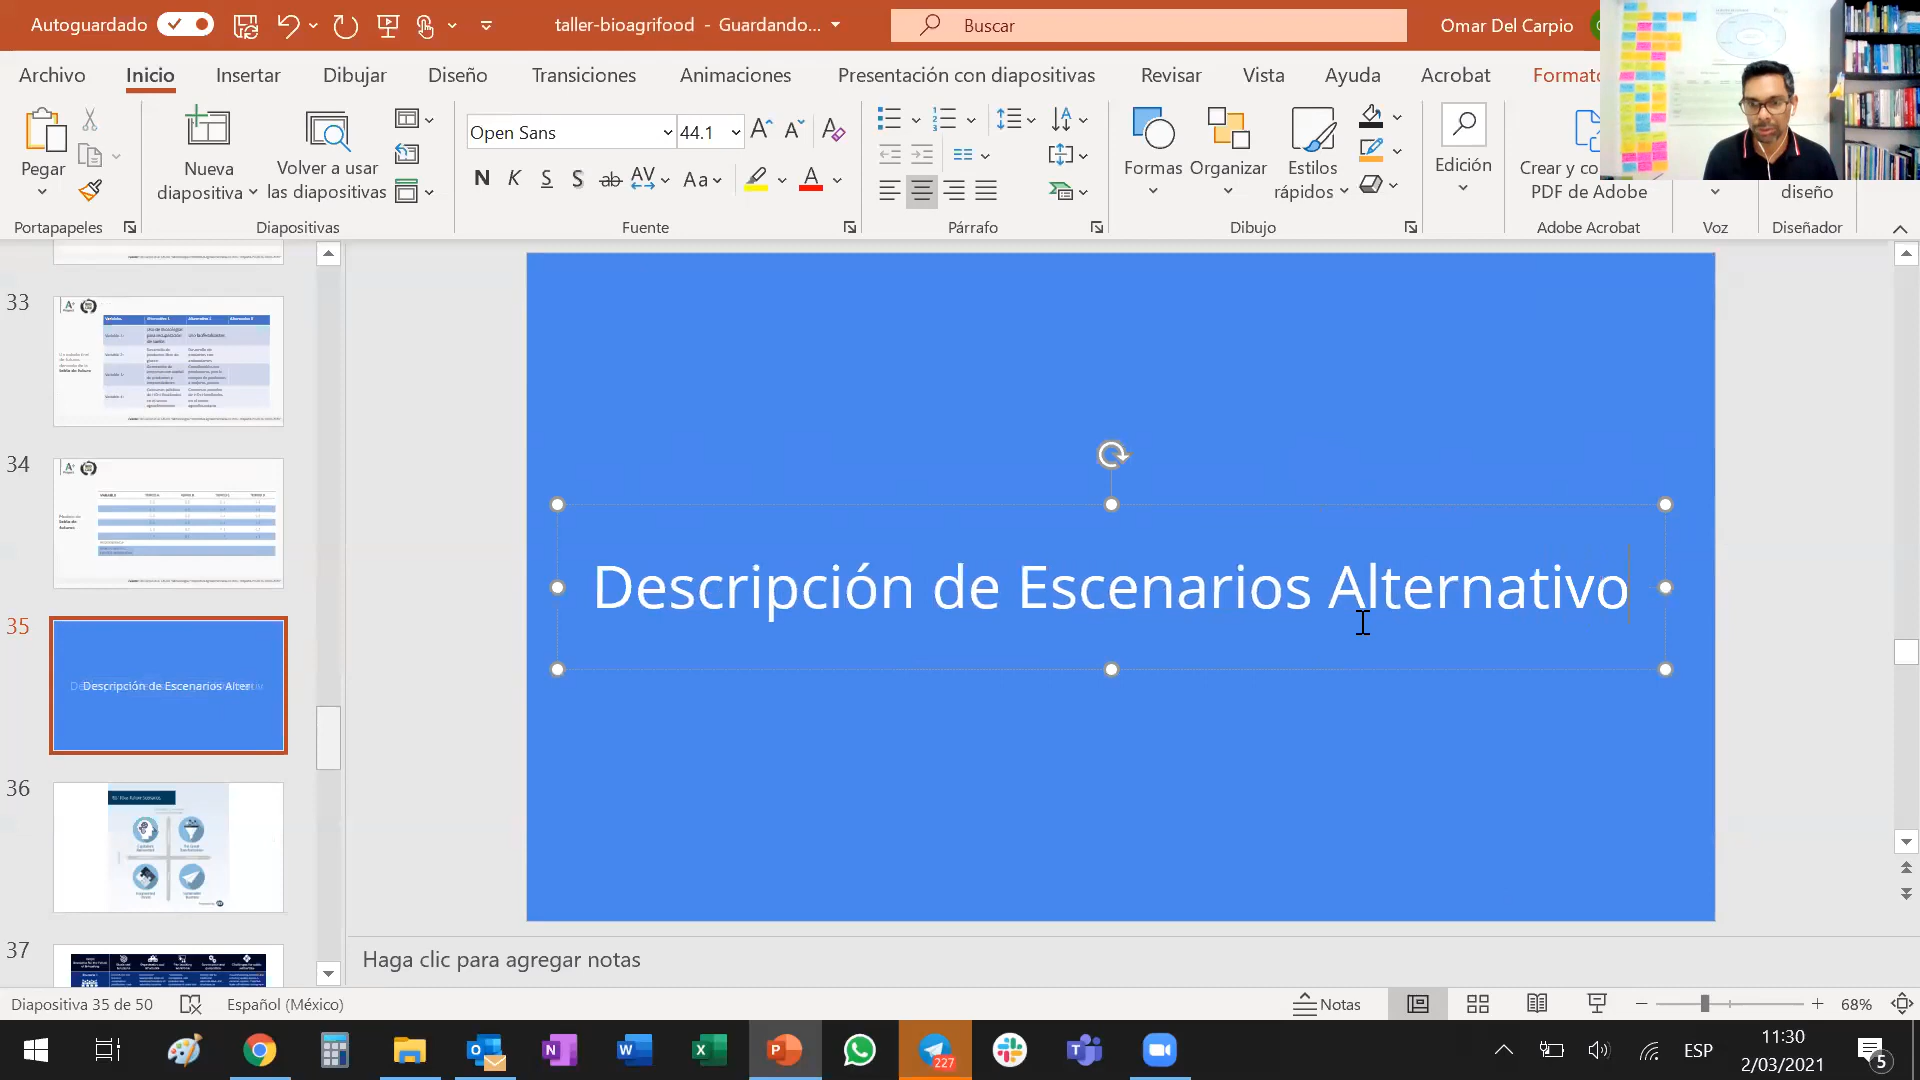 Autoguardado
taller-bioagrifood - Guardando...
Buscar
Omar Del Carpio
Archivo
Inicio
Insertar
Dibujar
Diseño
Transiciones
Animaciones
Presentación con diapositivas
Revisar
Vista
Ayuda
Acrobat
Formato
Pegar
Nueva
diapositiva
Volver a usar
las diapositivas
Open Sans
44.1
N K S S ab AV Aa
Formas
Organizar
Estilos
rápidos
Edición
Crear y co
PDF de Adobe
diseño
Portapapeles
Diapositivas
Fuente
Párrafo
Dibujo
Adobe Acrobat
Voz
Diseñador
33
34
35
Descripción de Escenarios Alter
36
37
Descripción de Escenarios Alternativo
Haga clic para agregar notas
Diapositiva 35 de 50
Español (México)
Notas
68%
227
ESP
11:30
2/03/2021
5